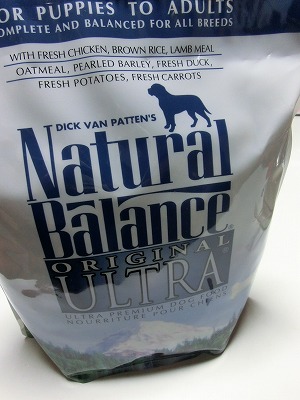 OR PUPPIES TO ADULTS
OMPLETE AND BALANCED FOR ALL BREEDS
WITH FRESH CHICKEN, BROWN RICE, LAMB MEAL
OATMEAL, PEARLED BARLEY, FRESH DUCK,
FRESH POTATOES, FRESH CARROTS
DICK VAN PATTEN'S
Natural
Balance®
ORIGINAL
ULTRA®
ULTRA PREMIUM DOG FOOD
NOURRITURE POUR CHIENS